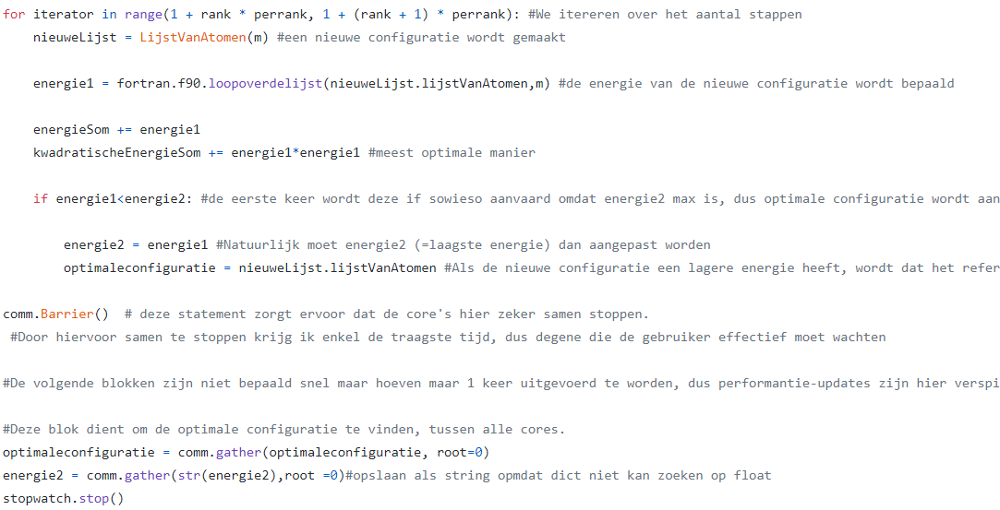 for iterator in range(1 + rank * perrank, 1 + (rank + 1) * perrank): #We itereren over het aantal stappen
nieuweLijst = LijstVanAtomen(m) #een nieuwe configuratie wordt gemaakt
energie1 = fortran.f90.loopoverdelijst(nieuweLijst.lijstVanAtomen,m) #de energie van de nieuwe configuratie wordt bepaald
energieSom += energie1
kwadratischeEnergieSom += energie1*energie1 #meest optimale manier
if energie1<energie2: #de eerste keer wordt deze if sowieso aanvaard omdat energie2 max is, dus optimale configuratie wordt aan
energie2 = energie1 #Natuurlijk moet energie2 (=laagste energie) dan aangepast worden
optimaleconfiguratie = nieuweLijst.lijstVanAtomen #Als de nieuwe configuratie een lagere energie heeft, wordt dat het refer
comm.Barrier()  # deze statement zorgt ervoor dat de core's hier zeker samen stoppen.
#Door hiervoor samen te stoppen krijg ik enkel de traagste tijd, dus degene die de gebruiker effectief moet wachten
#De volgende blokken zijn niet bepaald snel maar hoeven maar 1 keer uitgevoerd te worden, dus performantie-updates zijn hier verspi
#Deze blok dient om de optimale configuratie te vinden, tussen alle cores.
optimaleconfiguratie = comm.gather(optimaleconfiguratie, root=0)
energie2 = comm.gather(str(energie2),root =0)#opslaan als string opmdat dict niet kan zoeken op float
stopwatch.stop()